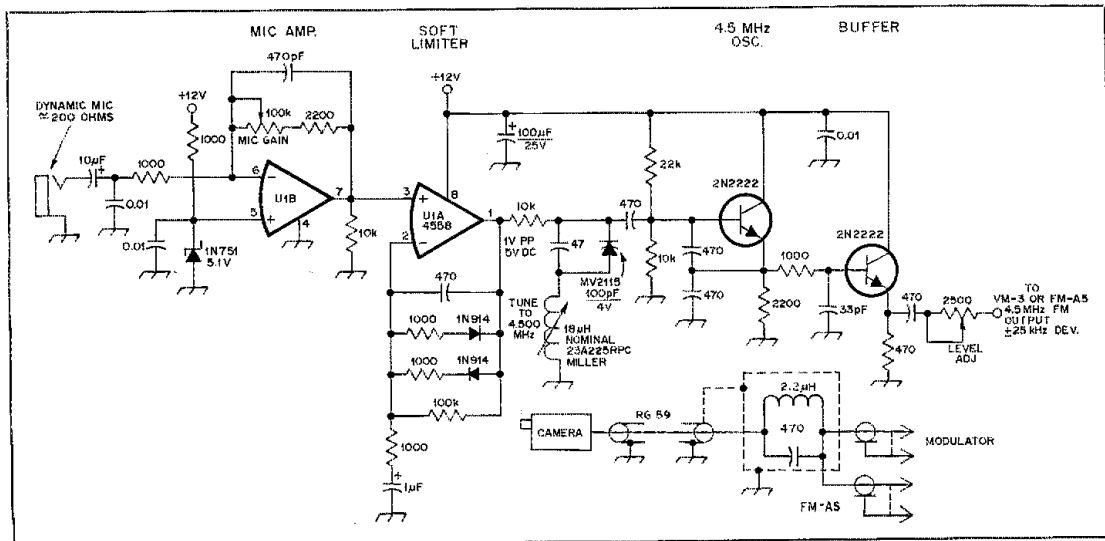 MIC AMP.
SOFT
LIMITER
4.5 MHz
OSC.
BUFFER
470pF
+12V
DYNAMIC MIC
≈200 OHMS
+12V
100k
2200
MIC GAIN
1000
100µF
25V
0.01
22k
2N2222
10µF
+
1000
6
-
U1B
7
5
+
4
3
+
8
U1A
4558
1
2
-
10k
1V PP
5V DC
470
2N2222
0.01
0.01
1N751
5.1V
10k
47
10k
470
1000
MV2115
100pF
4V
470
2200
33pF
470
2500
TO
VM-3 OR FM-A5
4.5 MHz FM
OUTPUT
±25kHz DEV.
LEVEL
ADJ
470
470
TUNE
TO
4.500
MHz
18µH
NOMINAL
23A225RPC
MILLER
1000
1N914
1000
1N914
100k
1000
+
1µF
2.2µH
RG 59
CAMERA
470
MODULATOR
FM-A5